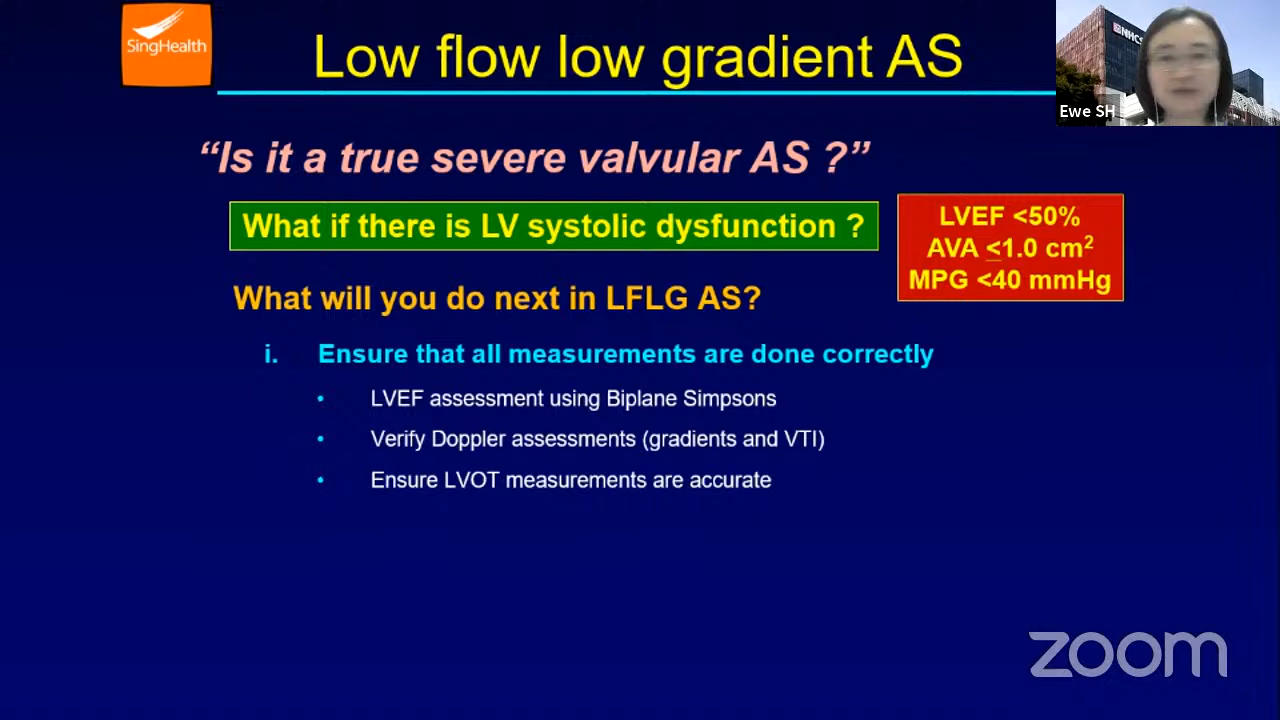 SingHealth
Low flow low gradient AS
NHCS
Ewe SH
“Is it a true severe valvular AS ?”
What if there is LV systolic dysfunction ?
LVEF <50%
AVA ≤1.0 cm²
MPG <40 mmHg
What will you do next in LFLG AS?
i. Ensure that all measurements are done correctly
• LVEF assessment using Biplane Simpsons
• Verify Doppler assessments (gradients and VTI)
• Ensure LVOT measurements are accurate
zoom